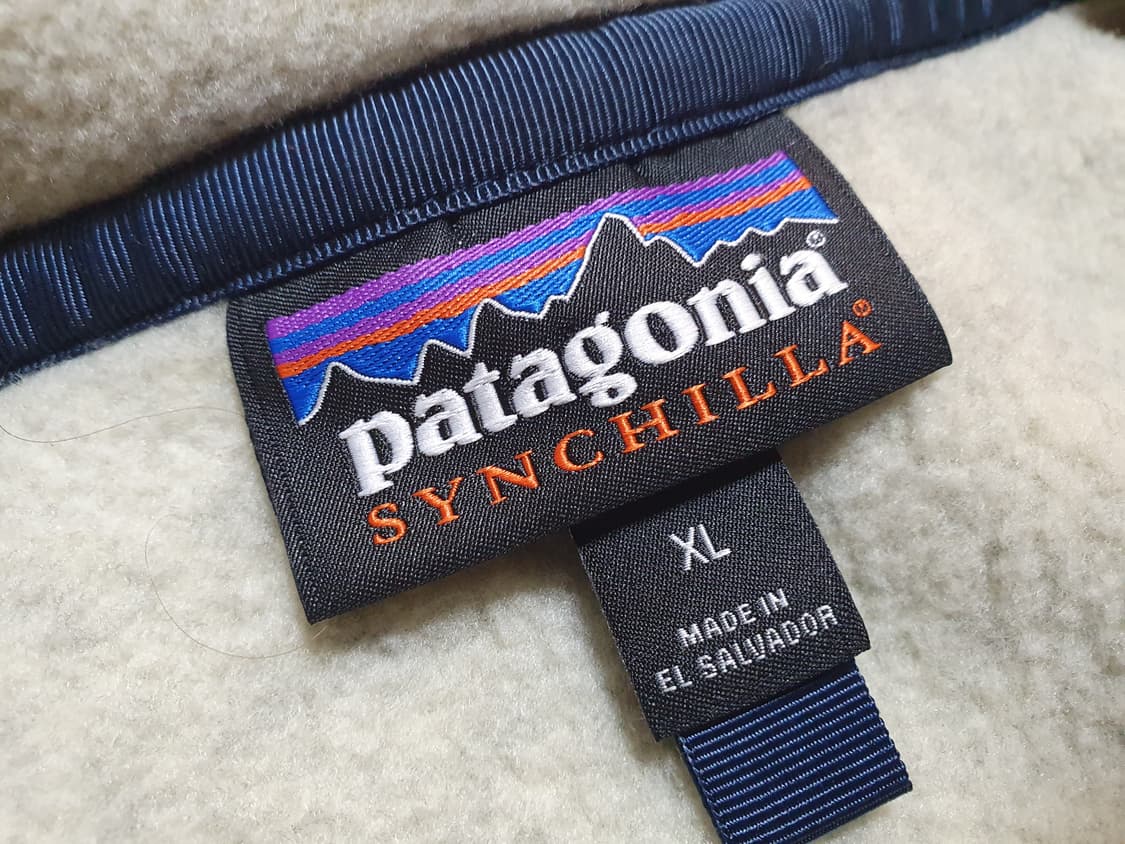 patagonia®
SYNCHILLA®
XL
MADE IN
EL SALVADOR